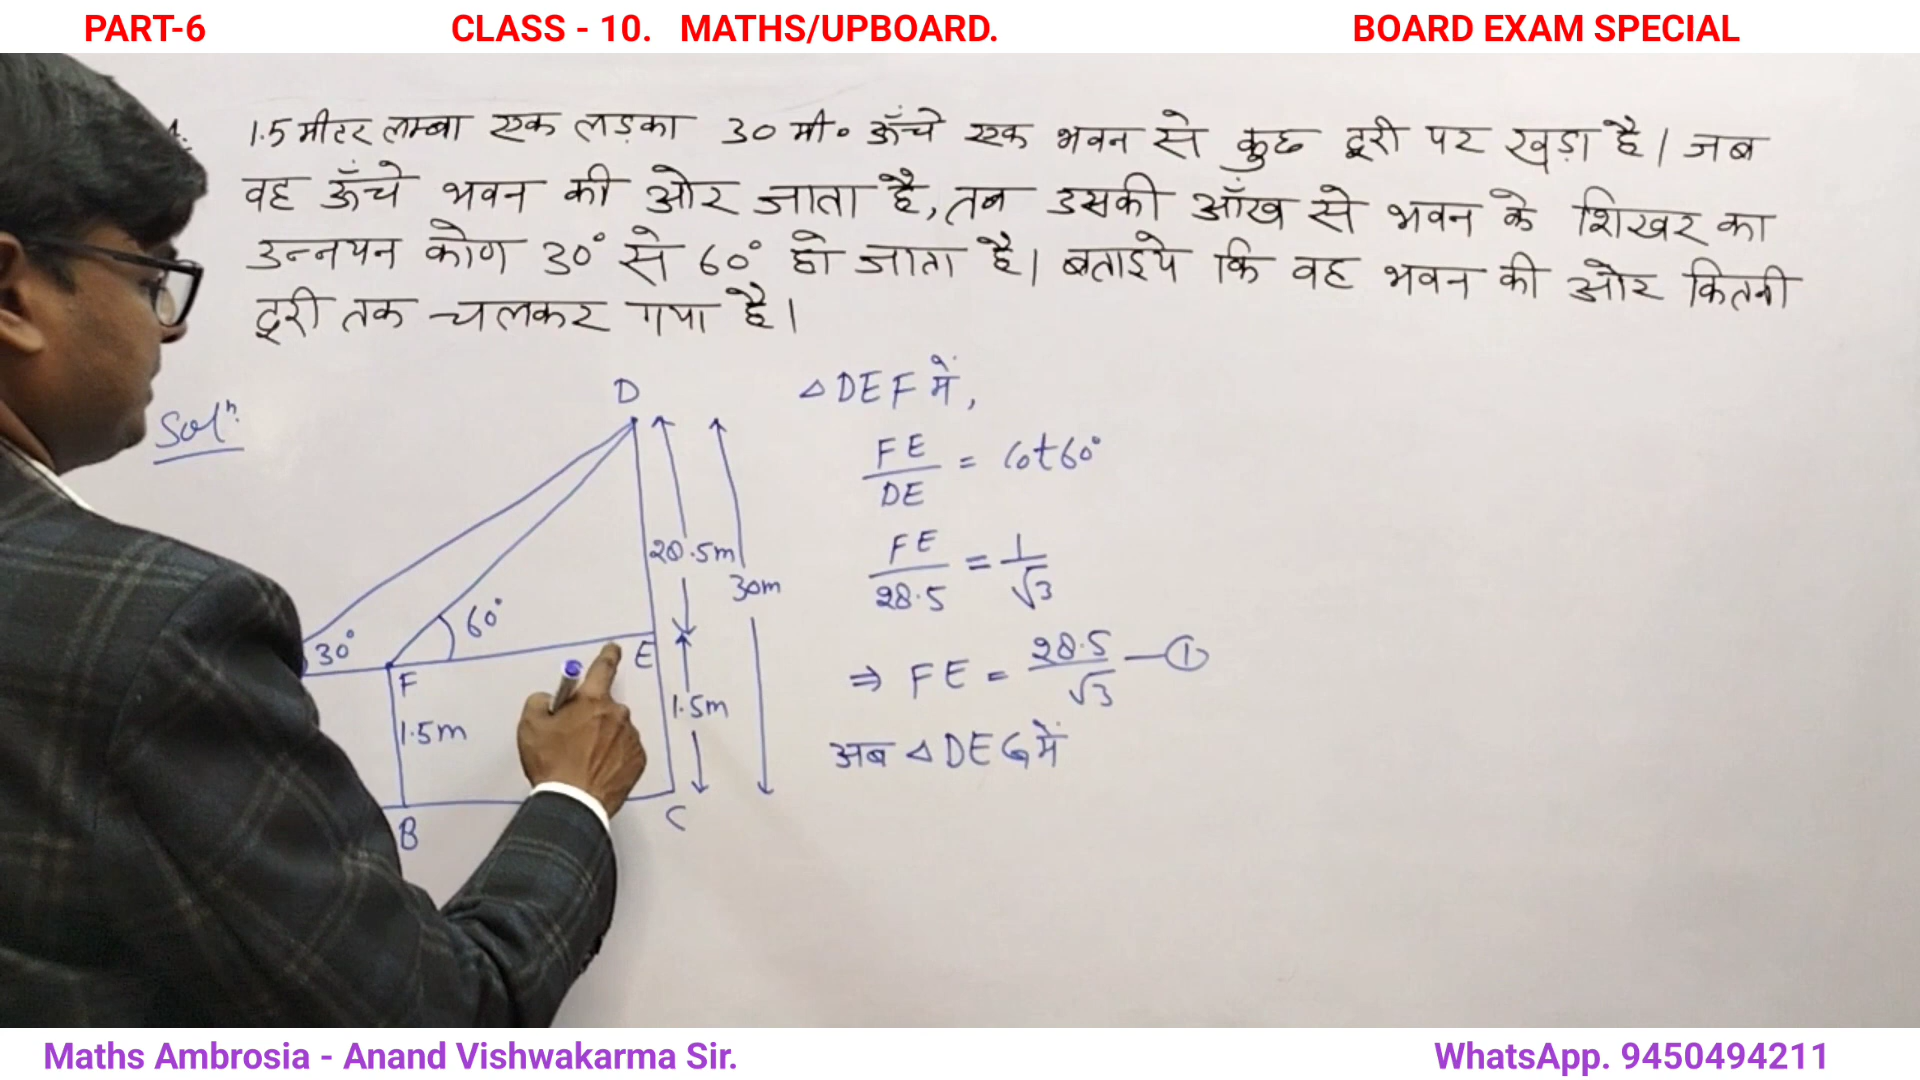 PART-6 CLASS - 10. MATHS/UPBOARD. BOARD EXAM SPECIAL
1.5 मीटर लम्बा एक लड़का 30 मी० ऊँचे एक भवन से कुछ दूरी पर खड़ा है। जब
वह ऊँचे भवन की ओर जाता है, तब उसकी आँख से भवन के शिखर का
उन्नयन कोण 30° से 60° हो जाता है। बताइये कि वह भवन की ओर कितनी
दूरी तक चलकर गया है।
Solⁿ.
D
28.5m
30m
60°
30°
F
E
1.5m
1.5m
B
C
△DEF में,
FE/DE = Cot60°
FE/28.5 = 1/√3
⇒ FE = 28.5/√3 —①
अब △DEG में
Maths Ambrosia - Anand Vishwakarma Sir. WhatsApp. 9450494211